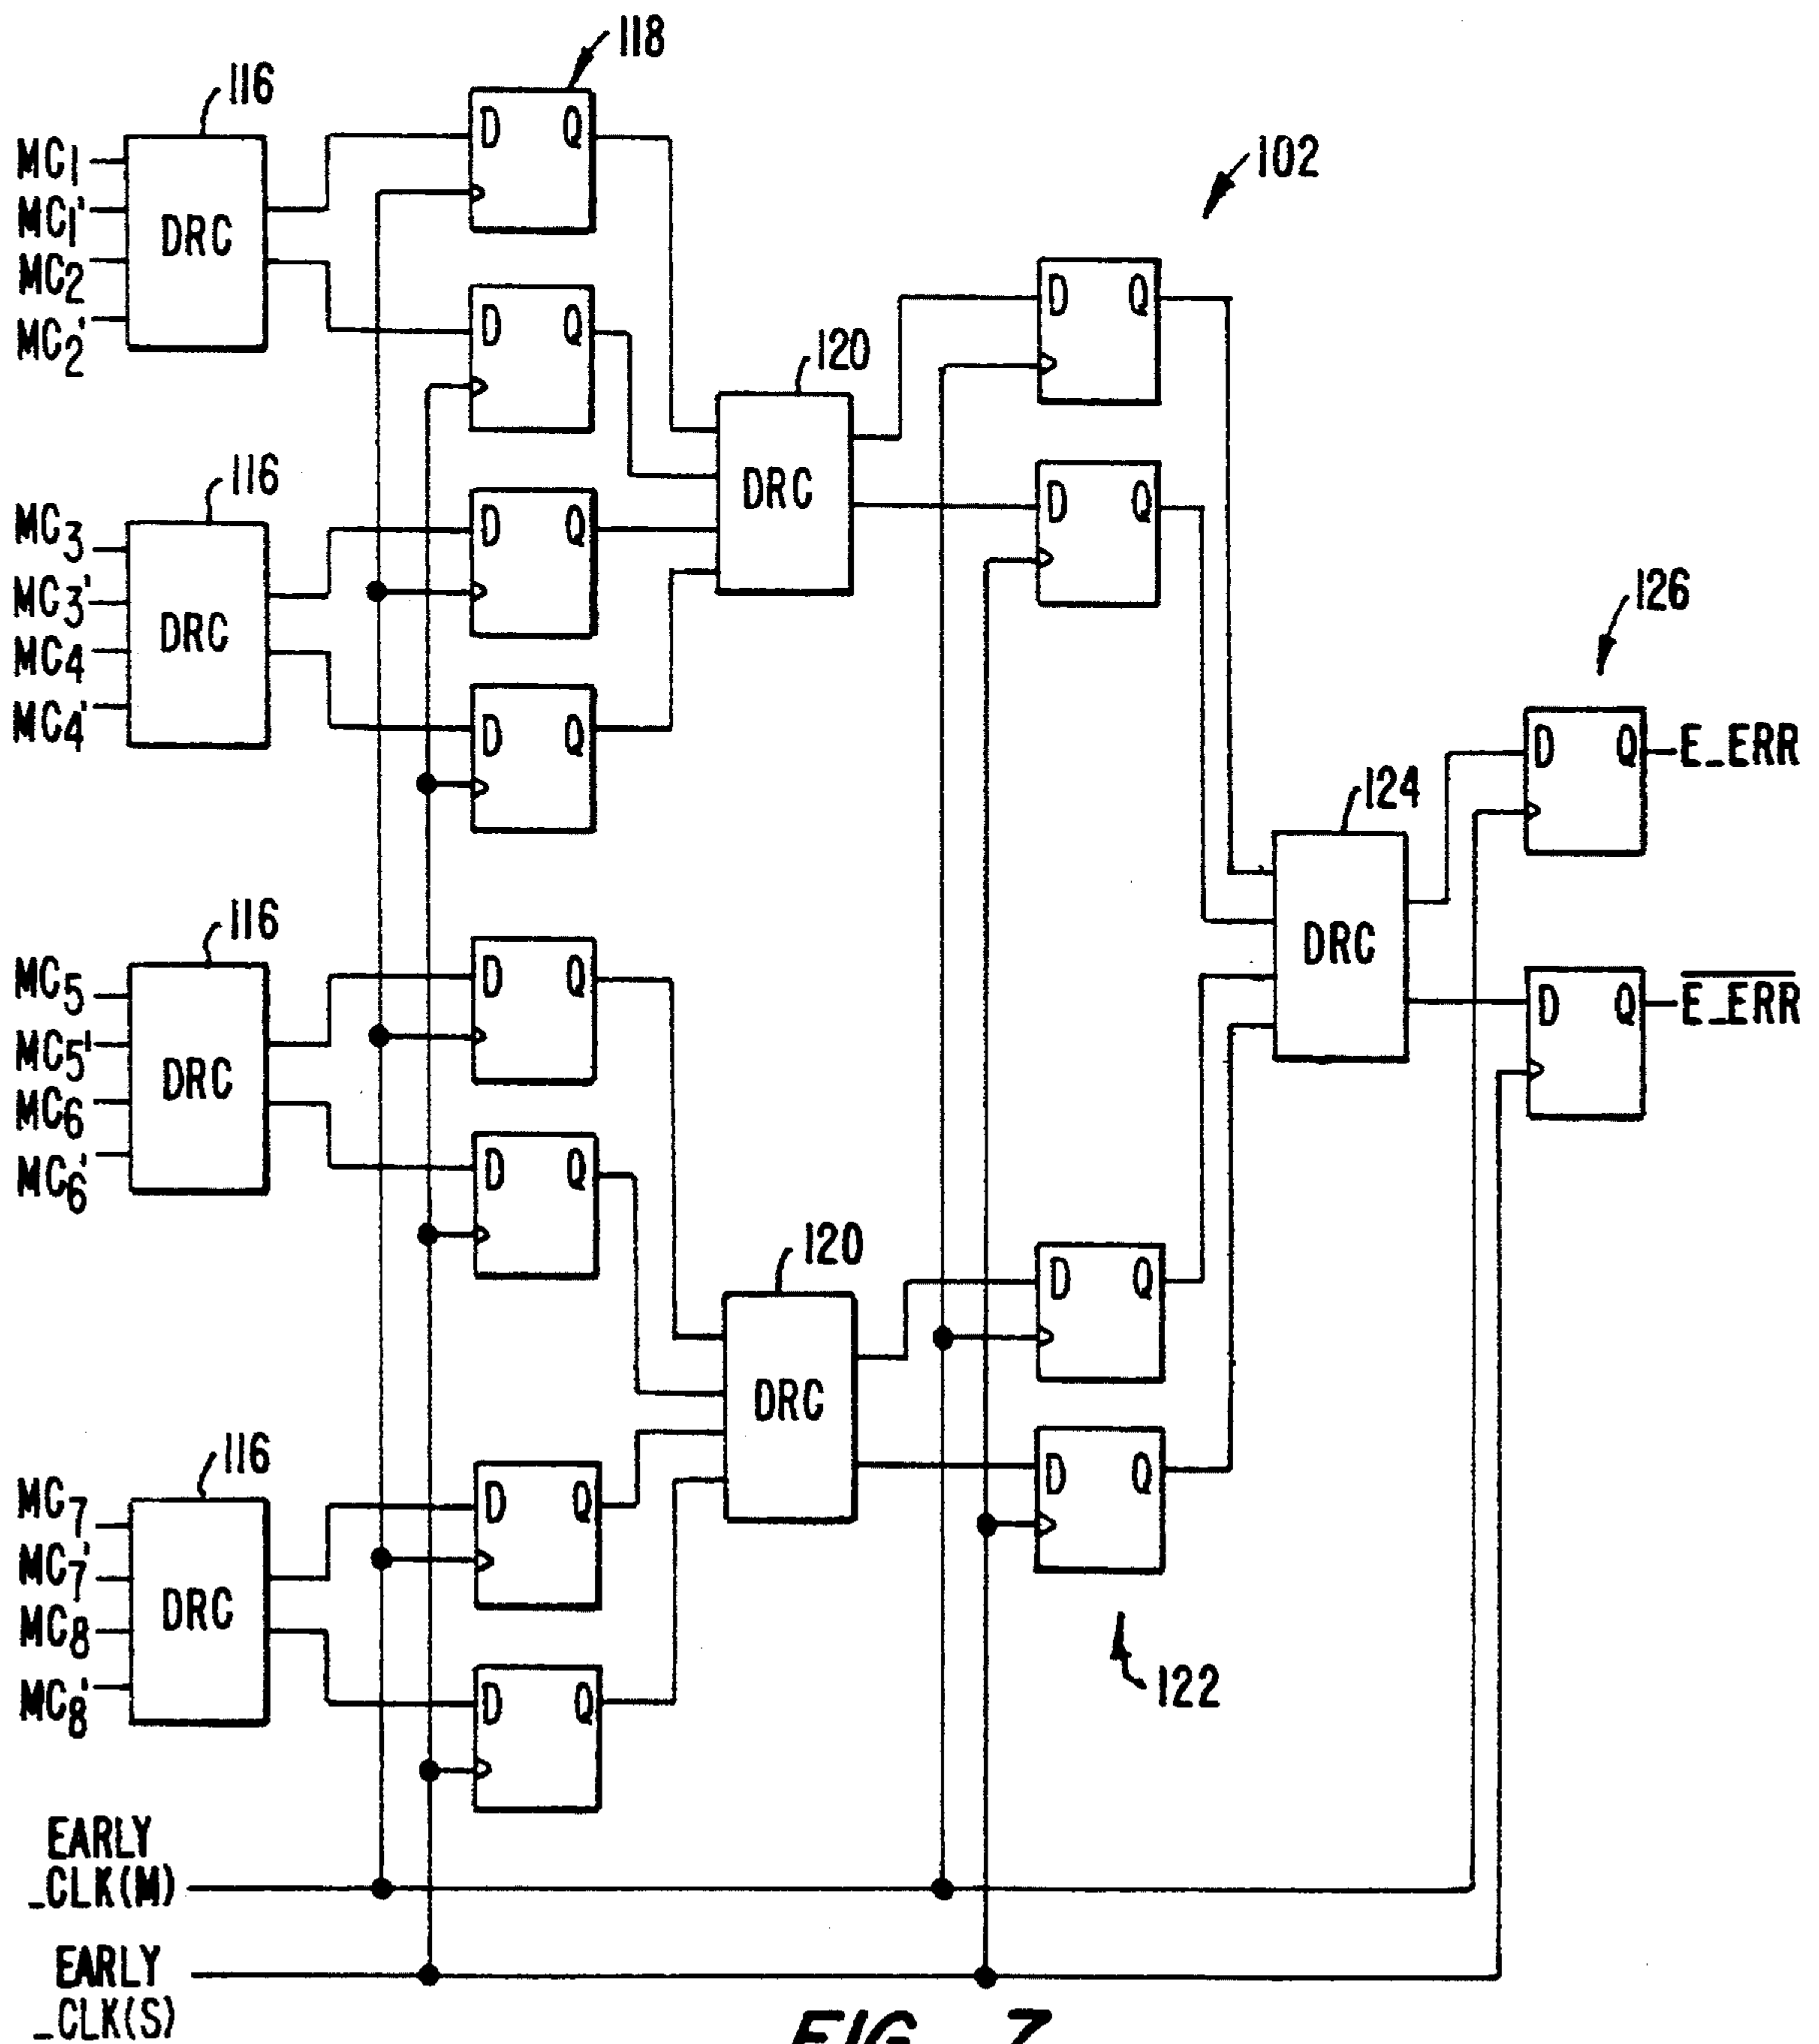 118
116
MC1
MC1'
MC2
MC2'
DRC
D Q
D Q
102
D Q
120
DRC
116
MC3
MC3'
MC4
MC4'
DRC
D Q
D Q
D Q
126
D Q E_ERR
124
DRC
D Q E_ERR
116
MC5
MC5'
MC6
MC6'
DRC
D Q
D Q
120
DRC
D Q
D Q
122
116
MC7
MC7'
MC8
MC8'
DRC
D Q
D Q
EARLY
_CLK(M)
EARLY
_CLK(S)
FIG. 7